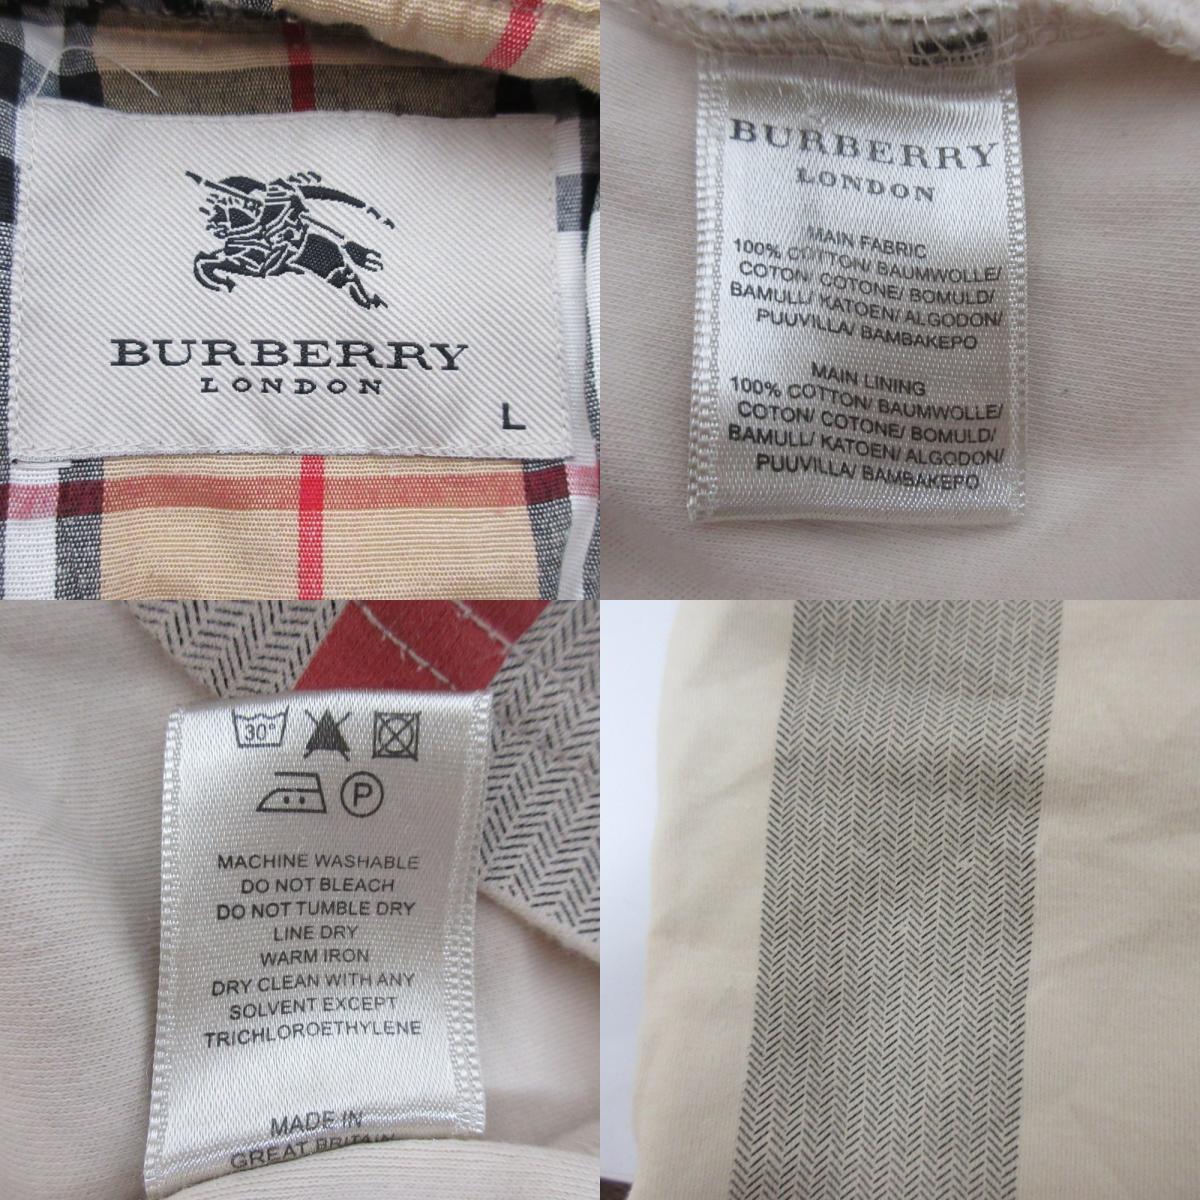 BURBERRY
LONDON
L
BURBERRY
LONDON
MAIN FABRIC
100% COTTON/ BAUMWOLLE/
COTON/ COTONE/ BOMULD/
BAMULL/ KATOEN/ ALGODON/
PUUVILLA/ BAMBAKEPO
MAIN LINING
100% COTTON/ BAUMWOLLE/
COTON/ COTONE/ BOMULD/
BAMULL/ KATOEN/ ALGODON/
PUUVILLA/ BAMBAKEPO
30°
P
MACHINE WASHABLE
DO NOT BLEACH
DO NOT TUMBLE DRY
LINE DRY
WARM IRON
DRY CLEAN WITH ANY
SOLVENT EXCEPT
TRICHLOROETHYLENE
MADE IN
GREAT BRITAIN